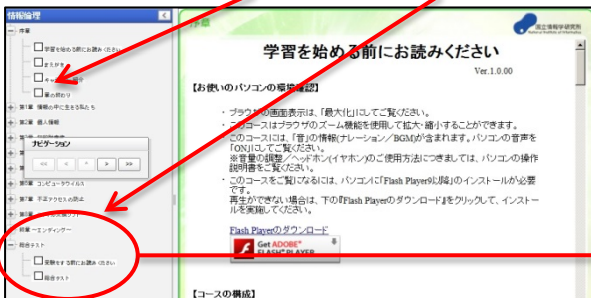 情報倫理
序章
学習を始める前にお読みください
まえがき
章の終わり
第1章 情報の中に生きる私たち
第2章 個人情報
ナビゲーション
<< < * > >>
第6章 コンピュータウイルス
第7章 不正アクセスの防止
終章 ーエンディングー
総合テスト
受験をする前にお読みください
総合テスト
序章
国立情報学研究所
National Institute of Informatics
学習を始める前にお読みください
Ver.1.0.00
【お使いのパソコンの環境確認】
・ ブラウザの画面表示は、「最大化」にしてご覧ください。
・ このコースはブラウザのズーム機能を使用して拡大・縮小することができます。
このコースには、「音」の情報(ナレーション／BGM)が含まれます。パソコンの音声を
「ON」にしてご覧ください。
※音量の調整／ヘッドホン(イヤホン)のご使用方法につきましては、パソコンの操作
説明書をご覧ください。
・ このコースをご覧になるには、パソコンに「Flash Player9以降」のインストールが必要
です。
再生ができない場合は、下の『Flash Playerのダウンロード』をクリックして、インストー
ルを実施してください。
Flash Playerのダウンロード
Get ADOBE®
FLASH® PLAYER
【コースの構成】